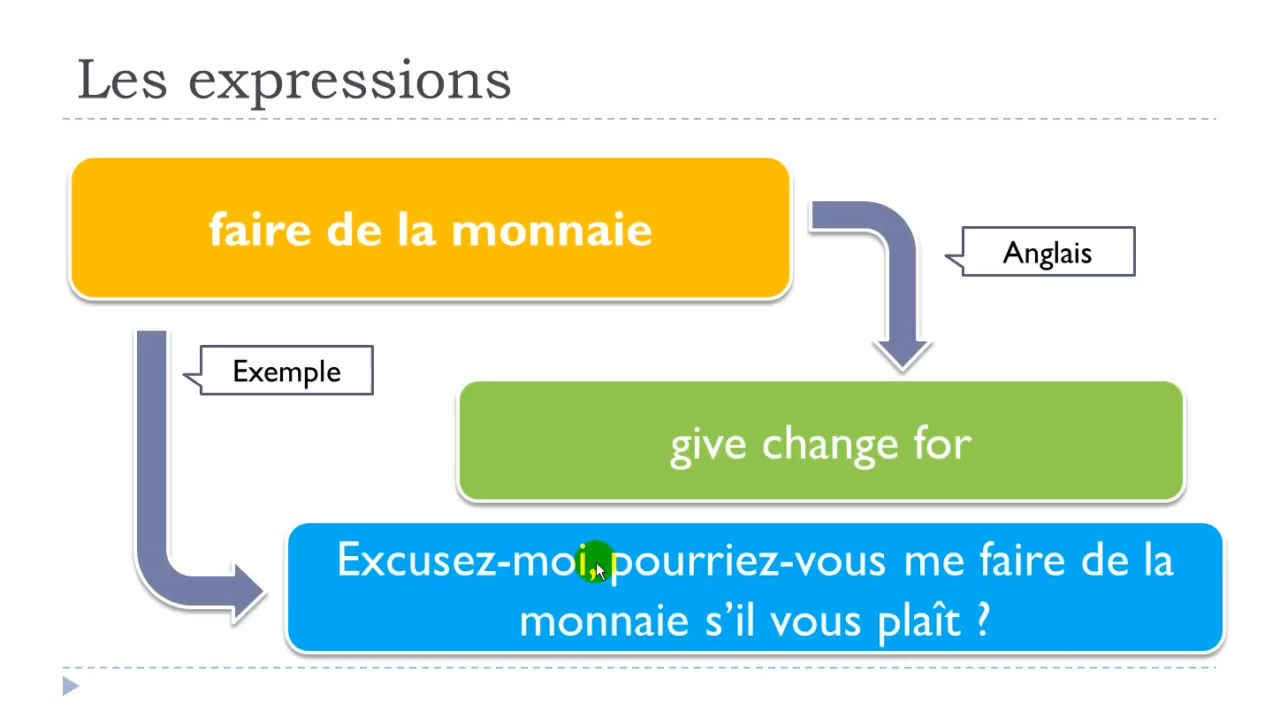 Les expressions
faire de la monnaie
Anglais
Exemple
give change for
Excusez-moi, pourriez-vous me faire de la
monnaie s’il vous plaît ?